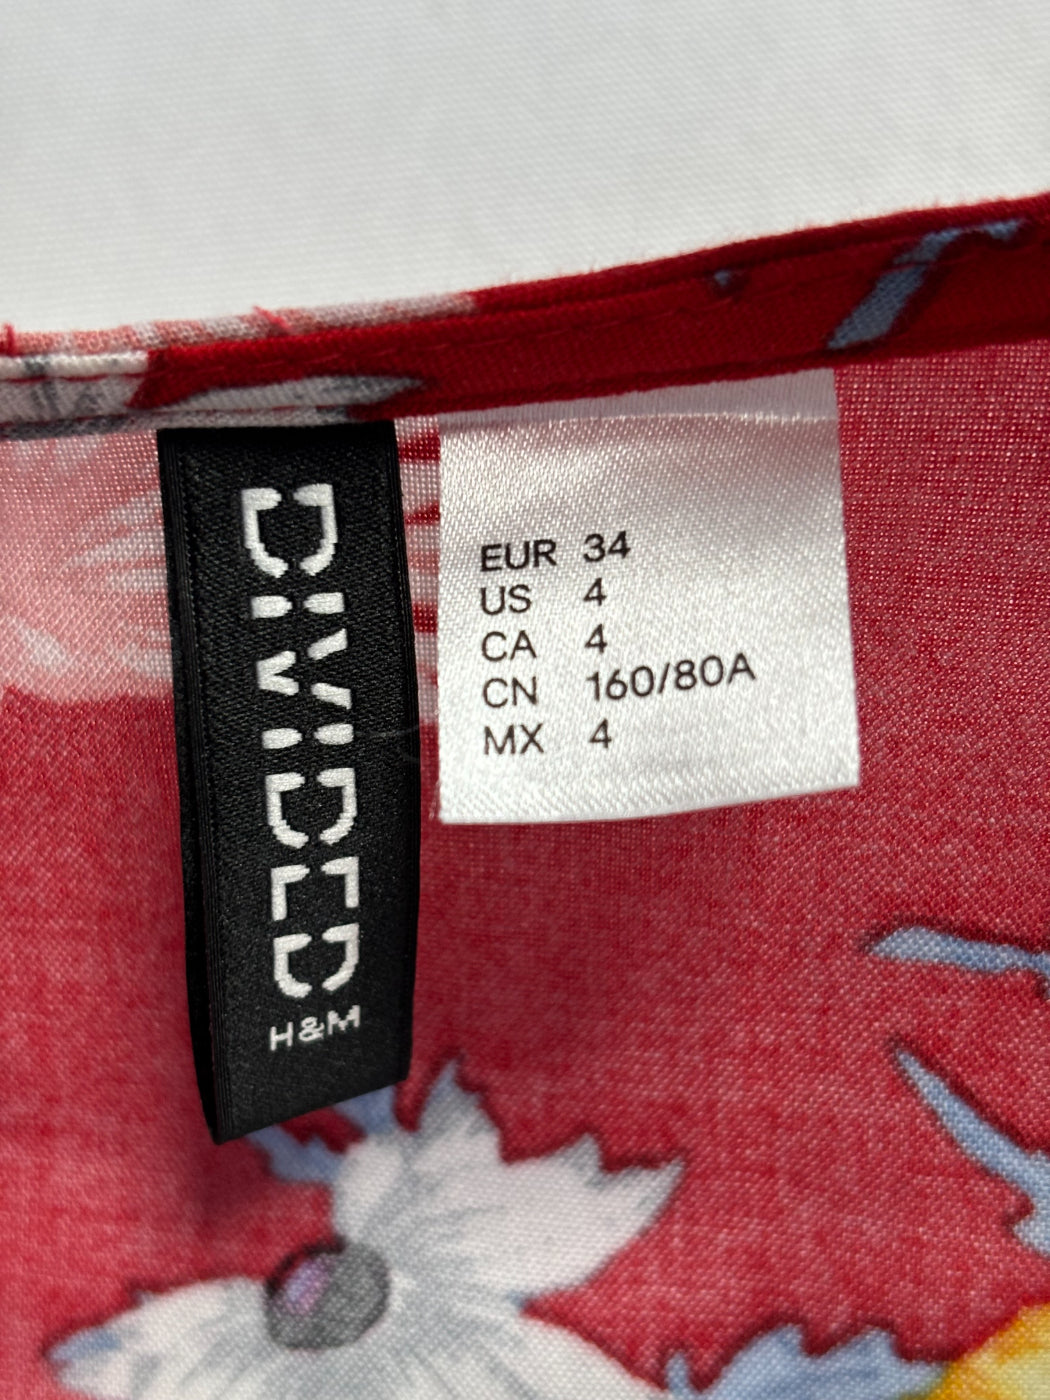 DIVIDED
H&M
EUR 34
US 4
CA 4
CN 160/80A
MX 4